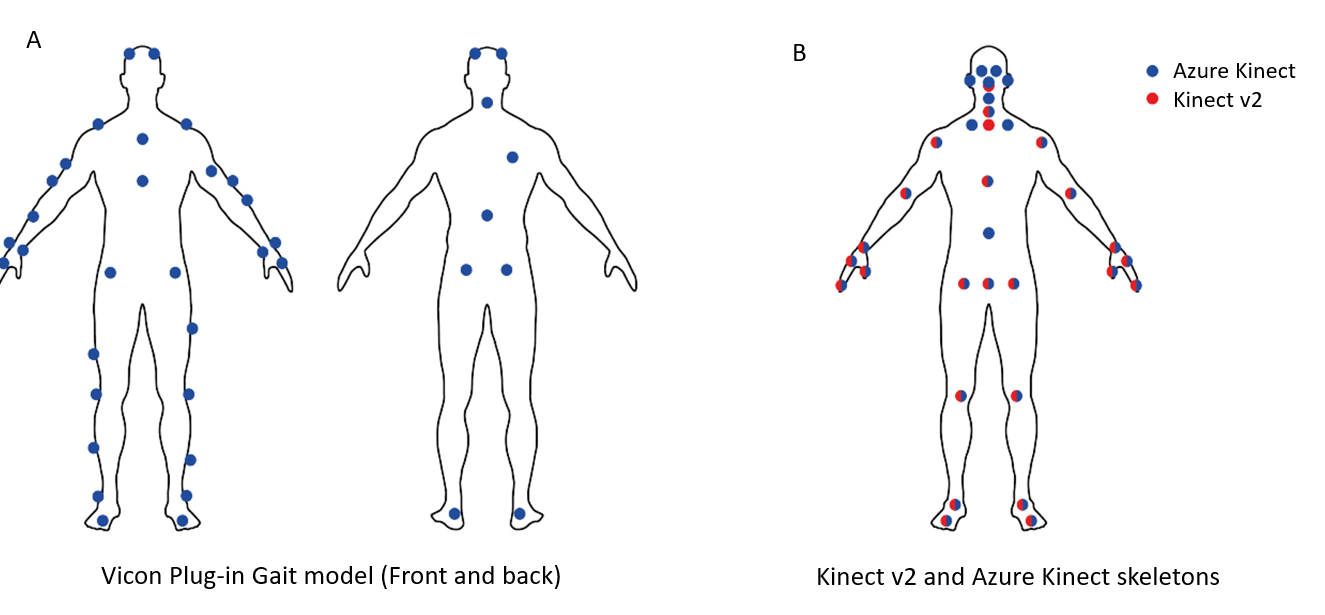 A
B
Azure Kinect
Kinect v2
Vicon Plug-in Gait model (Front and back)
Kinect v2 and Azure Kinect skeletons